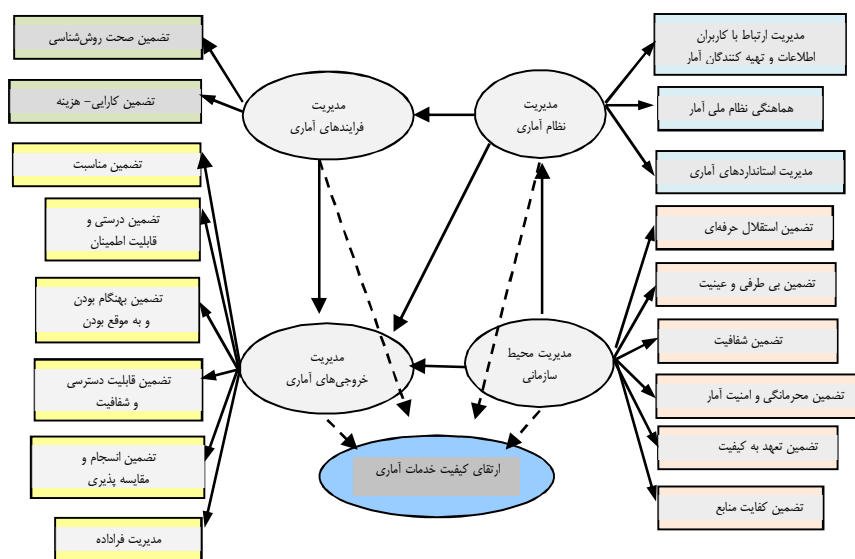 مدیریت ارتباط با کاربران
اطلاعات و تهیه کنندگان آمار
هماهنگی نظام ملی آمار
مدیریت استانداردهای آماری
تضمین استقلال حرفه‌ای
تضمین بی طرفی و عینیت
تضمین شفافیت
تضمین محرمانگی و امنیت آمار
تضمین تعهد به کیفیت
تضمین کفایت منابع
مدیریت
نظام آماری
مدیریت
فرایندهای آماری
مدیریت محیط
سازمانی
مدیریت
خروجی‌های آماری
ارتقای کیفیت خدمات آماری
تضمین صحت روش‌شناسی
تضمین کارایی- هزینه
تضمین مناسبت
تضمین درستی و
قابلیت اطمینان
تضمین بهنگام بودن
و به موقع بودن
تضمین قابلیت دسترسی
و شفافیت
تضمین انسجام و
مقایسه پذیری
مدیریت فراداده